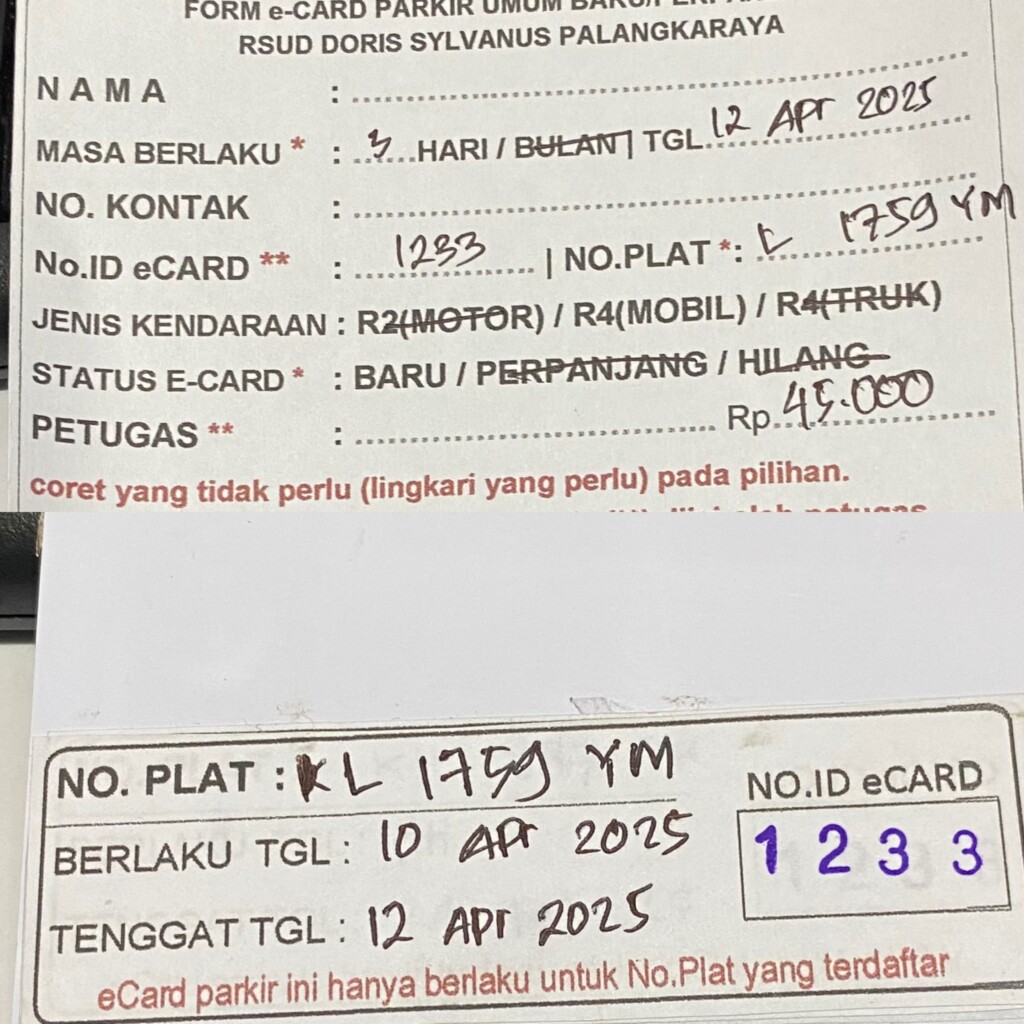 FORM e-CARD PARKIR UMUM
RSUD DORIS SYLVANUS PALANGKARAYA
NAMA : ....................
MASA BERLAKU * : 3 HARI / BULAN | TGL. 12 APr 2025
NO. KONTAK : ....................
No.ID eCARD ** : 1233 | NO.PLAT *: L 1759 YM
JENIS KENDARAAN : R2(MOTOR) / R4(MOBIL) / R4(TRUK)
STATUS E-CARD * : BARU / PERPANJANG / HILANG
PETUGAS ** : .................... Rp. 45.000
coret yang tidak perlu (lingkari yang perlu) pada pilihan.
NO. PLAT : KL 1759 YM
NO.ID eCARD
BERLAKU TGL : 10 APr 2025
1233
TENGGAT TGL : 12 APr 2025
eCard parkir ini hanya berlaku untuk No.Plat yang terdaftar